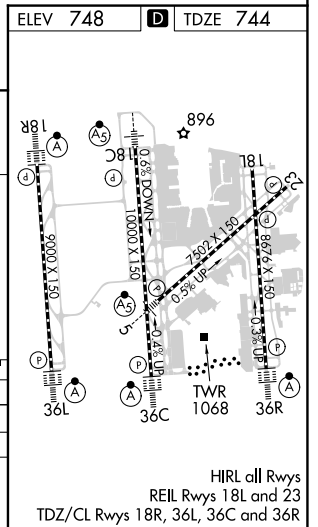 ELEV 748 D TDZE 744
18R
A
A5
896
18C
0.6% DOWN
18L
23
P
P
P
P
9000 X 150
10000 X 150
7502 X 150
0.5% UP
8676 X 150
A5
P
5
0.4% UP
0.3% UP
P
P
P
A
A
TWR
1068
A
36L
36C
36R
HIRL all Rwys
REIL Rwys 18L and 23
TDZ/CL Rwys 18R, 36L, 36C and 36R